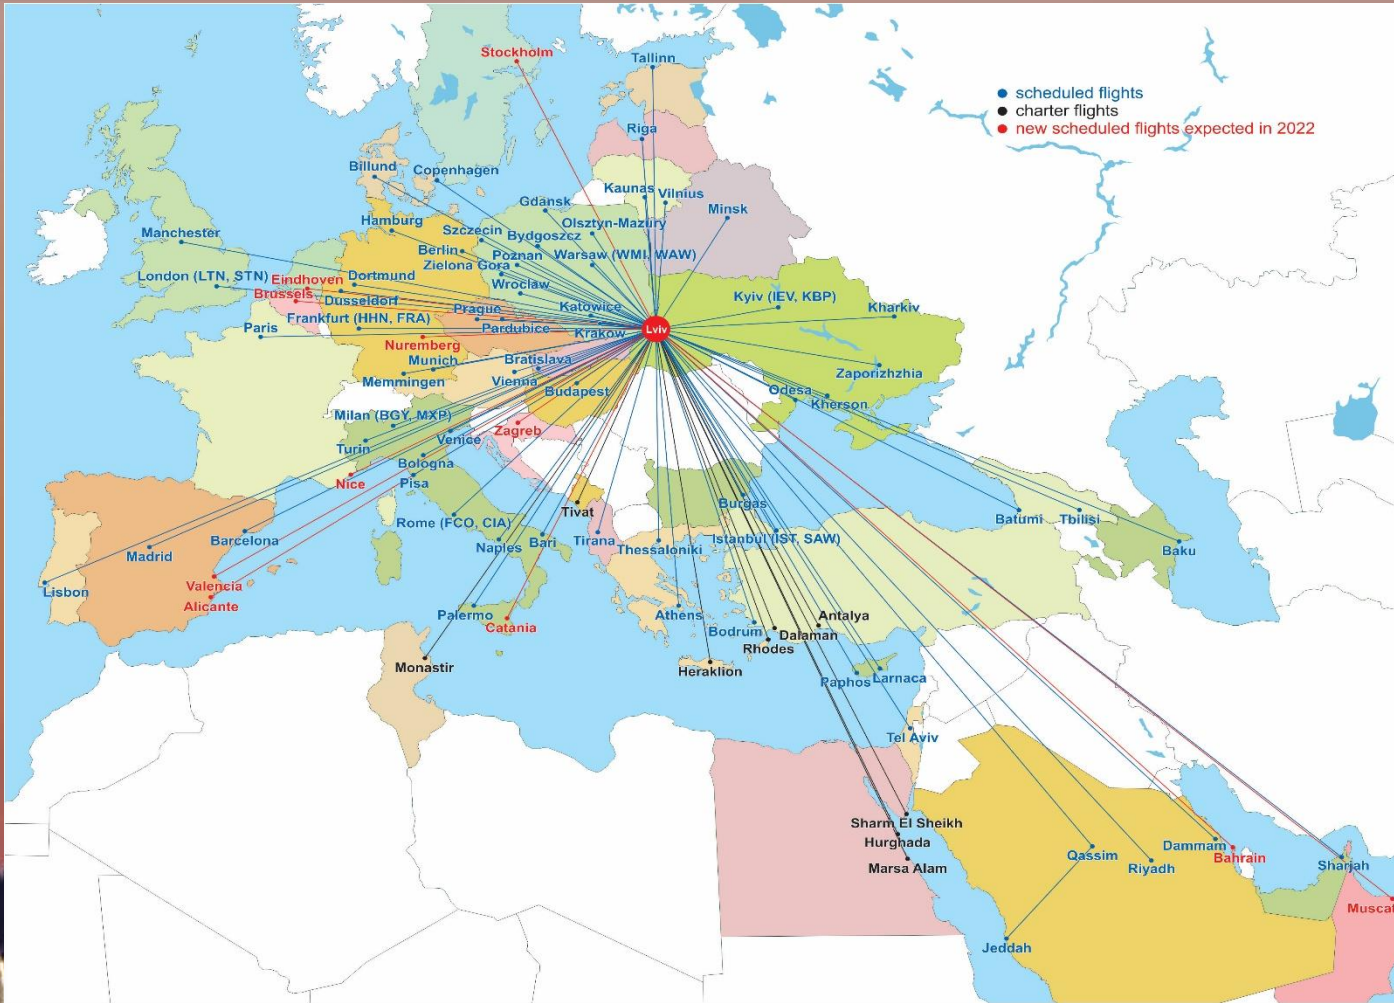 Stockholm
Tallinn
scheduled flights
charter flights
new scheduled flights expected in 2022
Riga
Billund
Copenhagen
Kaunas
Vilnius
Gdansk
Minsk
Hamburg
Olsztyn-Mazury
Szczecin
Bydgoszcz
Manchester
Berlin
Poznan
Warsaw (WMI, WAW)
Zielona Gora
London (LTN, STN)
Eindhoven
Dortmund
Wroclaw
Brussels
Dusseldorf
Kyiv (IEV, KBP)
Kharkiv
Prague
Katowice
Frankfurt (HHN, FRA)
Paris
Pardubice
Krakow
Lviv
Nuremberg
Munich
Bratislava
Memmingen
Vienna
Budapest
Zaporizhzhia
Odesa
Kherson
Milan (BGY, MXP)
Zagreb
Turin
Venice
Bologna
Nice
Pisa
Burgas
Tivat
Batumi
Tbilisi
Rome (FCO, CIA)
Barcelona
Madrid
Naples
Bari
Tirana
Thessaloniki
Istanbul (IST, SAW)
Baku
Valencia
Lisbon
Alicante
Palermo
Catania
Athens
Antalya
Bodrum
Dalaman
Rhodes
Monastir
Heraklion
Paphos
Larnaca
Tel Aviv
Sharm El Sheikh
Hurghada
Marsa Alam
Qassim
Riyadh
Dammam
Bahrain
Sharjah
Muscat
Jeddah